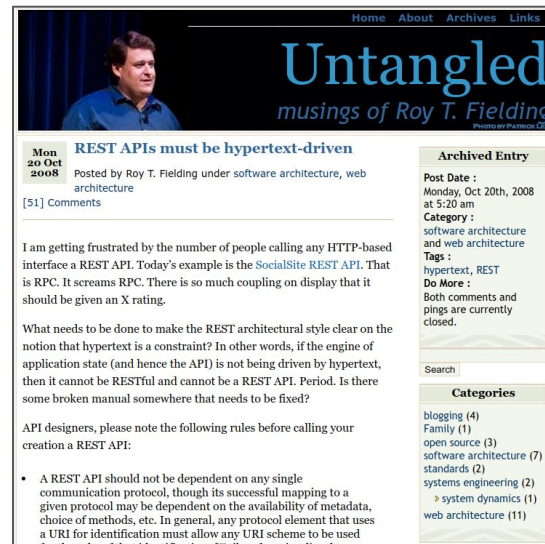 Home About Archives Links
Untangled
musings of Roy T. Fielding
PHOTO BY PATRICK
Mon
20 Oct
2008
REST APIs must be hypertext-driven
Posted by Roy T. Fielding under software architecture, web
architecture
[51] Comments
I am getting frustrated by the number of people calling any HTTP-based
interface a REST API. Today's example is the SocialSite REST API. That
is RPC. It screams RPC. There is so much coupling on display that it
should be given an X rating.
What needs to be done to make the REST architectural style clear on the
notion that hypertext is a constraint? In other words, if the engine of
application state (and hence the API) is not being driven by hypertext,
then it cannot be RESTful and cannot be a REST API. Period. Is there
some broken manual somewhere that needs to be fixed?
API designers, please note the following rules before calling your
creation a REST API:
• A REST API should not be dependent on any single
communication protocol, though its successful mapping to a
given protocol may be dependent on the availability of metadata,
choice of methods, etc. In general, any protocol element that uses
a URI for identification must allow any URI scheme to be used
Archived Entry
Post Date :
Monday, Oct 20th, 2008
at 5:20 am
Category :
software architecture
and web architecture
Tags :
hypertext, REST
Do More :
Both comments and
pings are currently
closed.
Search
Categories
blogging (4)
Family (1)
open source (3)
software architecture (7)
standards (2)
systems engineering (2)
» system dynamics (1)
web architecture (11)